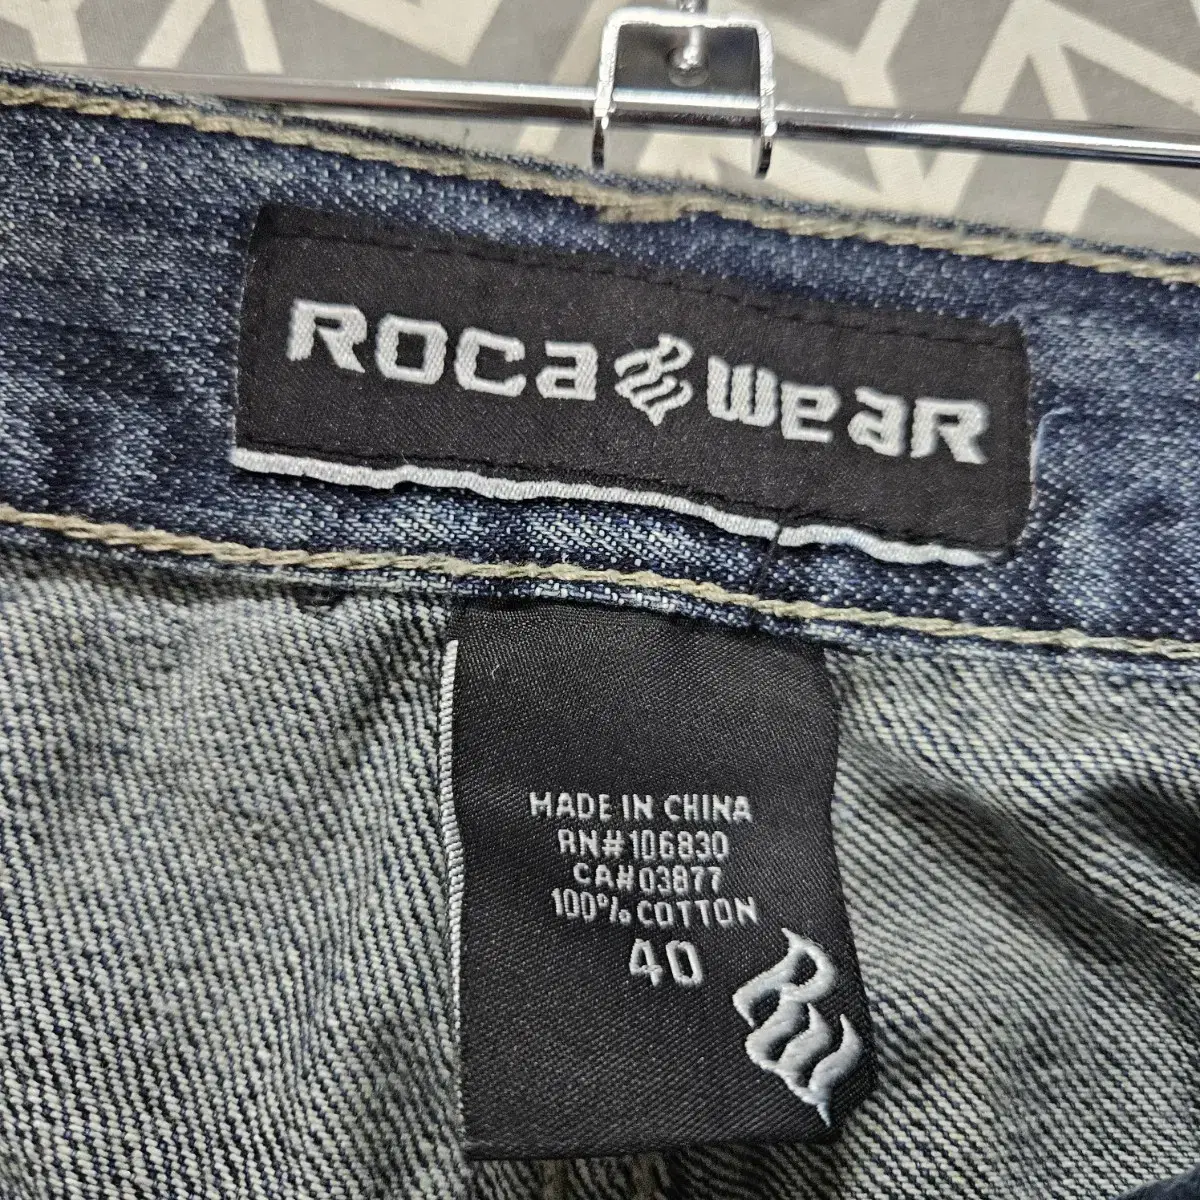 ROCA WEAR
MADE IN CHINA
RN#106830
CA#03877
100% COTTON
40
RW